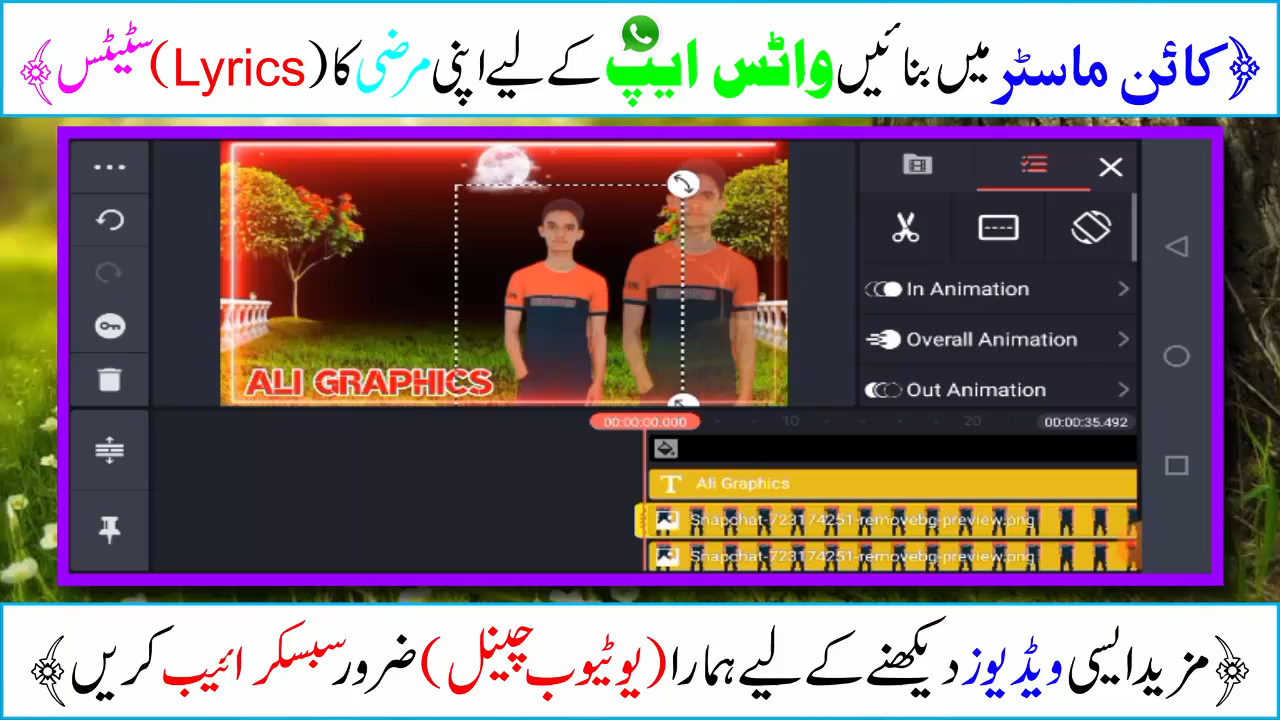 ﴿کائن ماسٹر میں بنائیں واٹس ایپ کے لیے اپنی مرضی کا (Lyrics) سٹیٹس﴾
In Animation
Overall Animation
Out Animation
ALI GRAPHICS
00:00:00.000 10 20 00:00:35.492
Ali Graphics
Snapchat-723174251-removebg-preview.png
Snapchat-723174251-removebg-preview.png
﴿مزید ایسی ویڈیوز دیکھنے کے لیے ہمارا (یوٹیوب چینل) ضرور سبسکرائیب کریں﴾